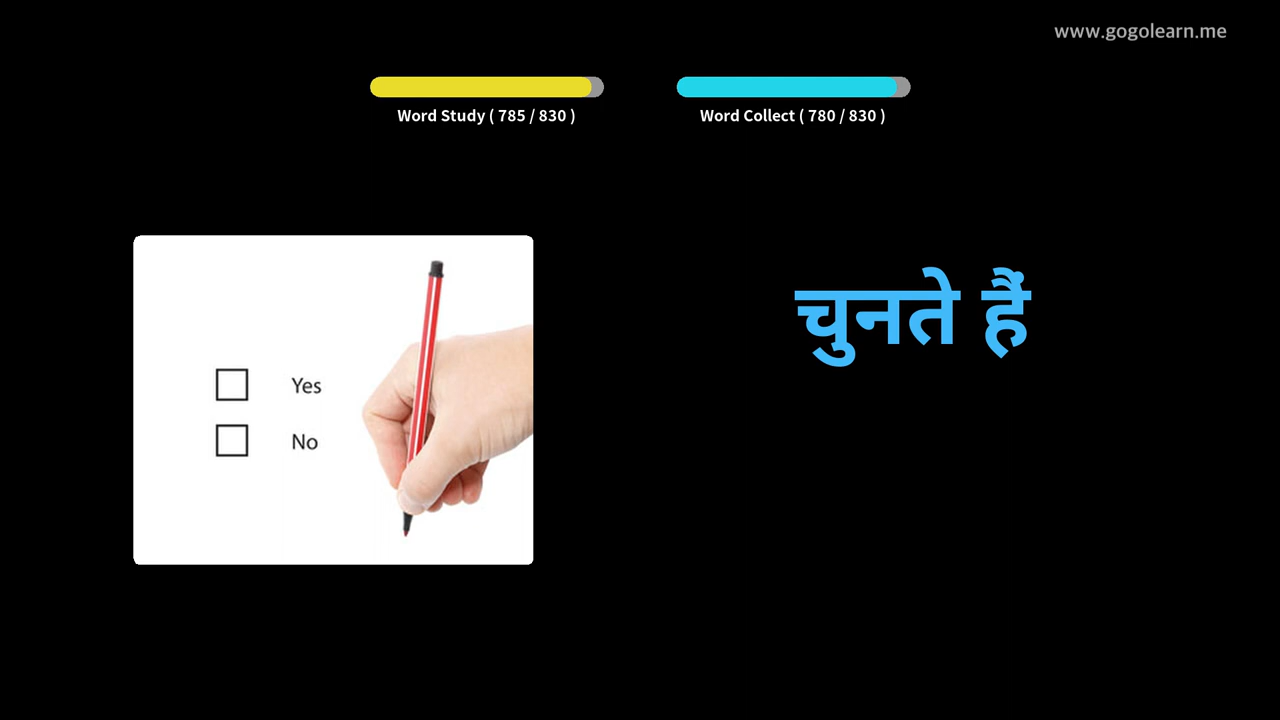 www.gogolearn.me
Word Study ( 785 / 830 )
Word Collect ( 780 / 830 )
चुनते हैं
Yes
No